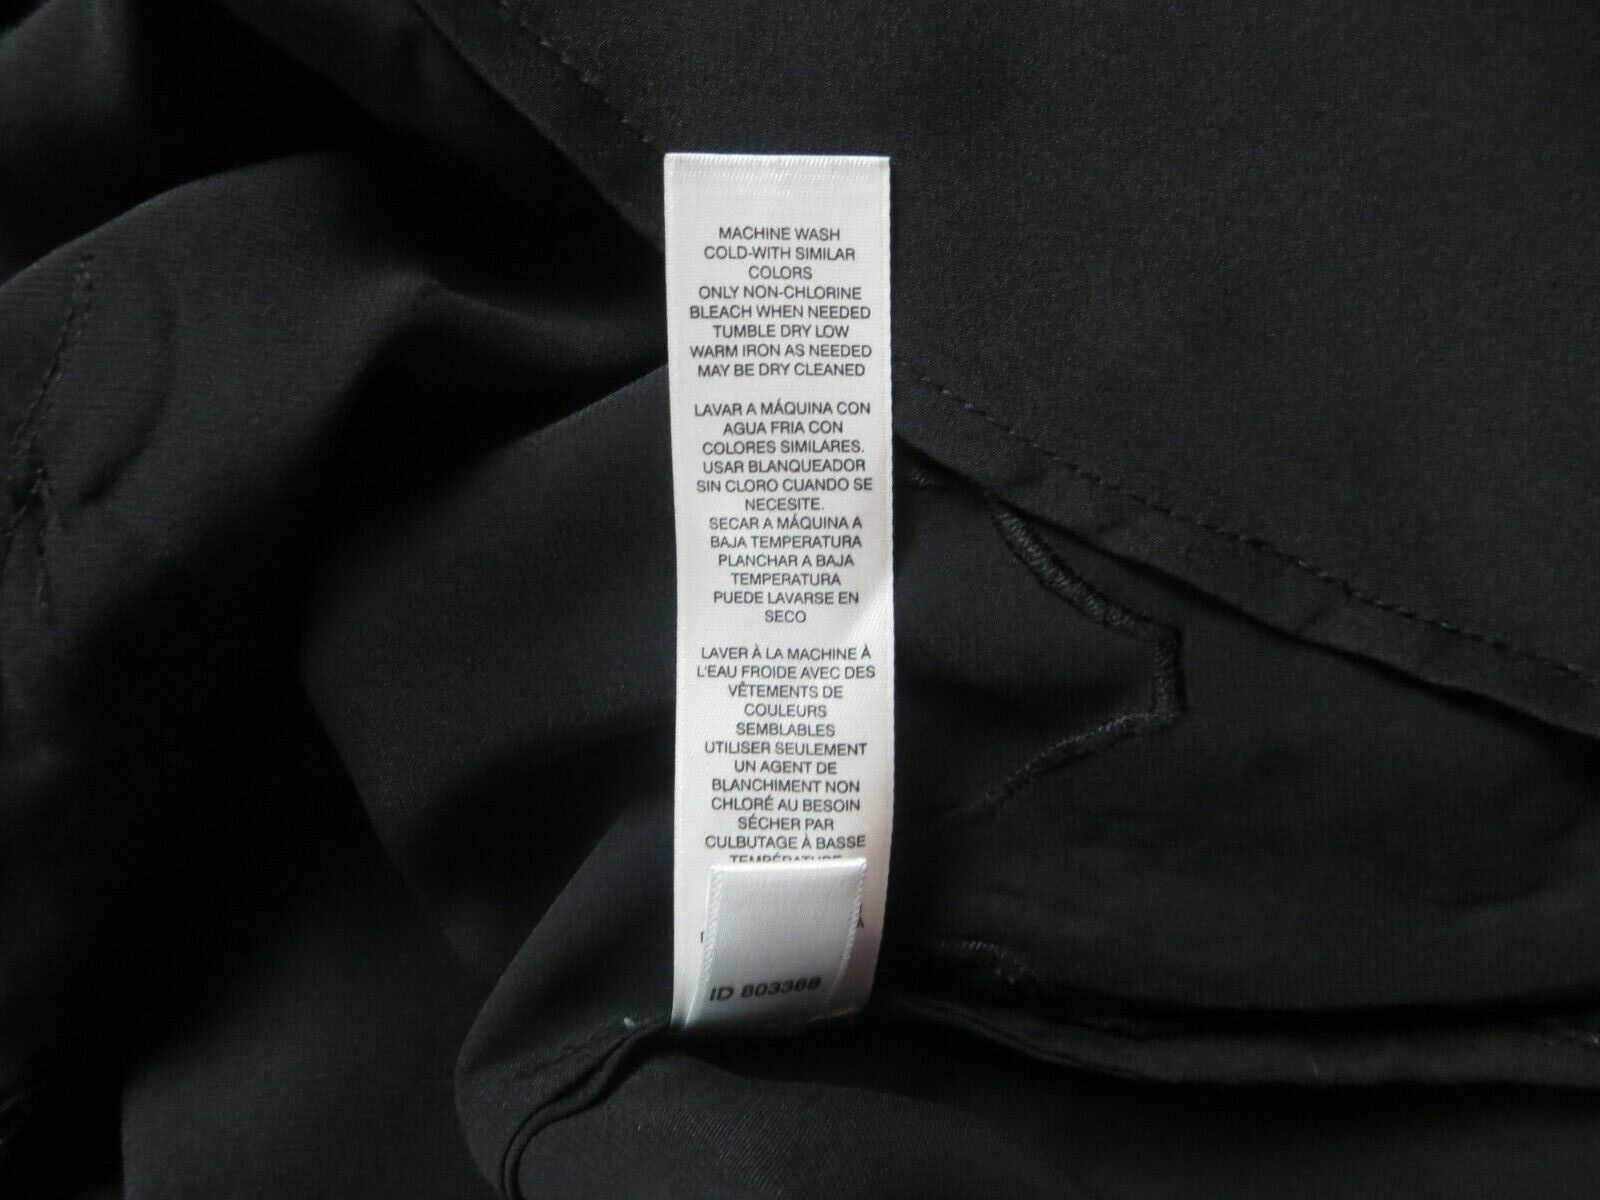 MACHINE WASH
COLD-WITH SIMILAR
COLORS
ONLY NON-CHLORINE
BLEACH WHEN NEEDED
TUMBLE DRY LOW
WARM IRON AS NEEDED
MAY BE DRY CLEANED
LAVAR A MÁQUINA CON
AGUA FRIA CON
COLORES SIMILARES.
USAR BLANQUEADOR
SIN CLORO CUANDO SE
NECESITE.
SECAR A MÁQUINA A
BAJA TEMPERATURA
PLANCHAR A BAJA
TEMPERATURA
PUEDE LAVARSE EN
SECO
LAVER À LA MACHINE À
L'EAU FROIDE AVEC DES
VÊTEMENTS DE
COULEURS
SEMBLABLES
UTILISER SEULEMENT
UN AGENT DE
BLANCHIMENT NON
CHLORÉ AU BESOIN
SÉCHER PAR
CULBUTAGE À BASSE
TEMPÉRATURE
ID 803368